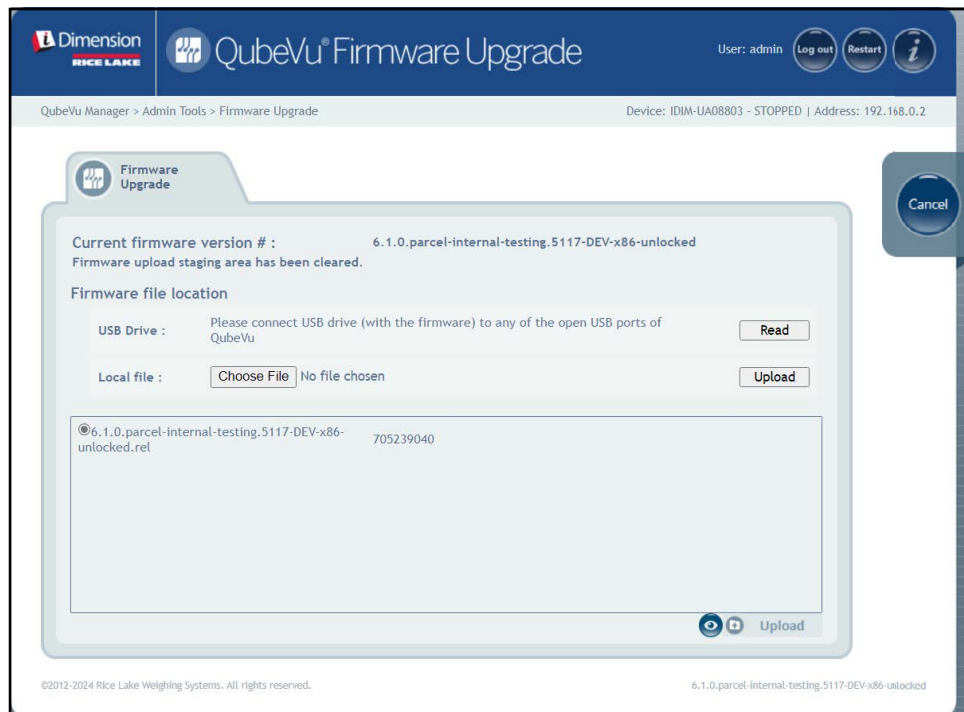 iDimension
RICE LAKE
QubeVu® Firmware Upgrade
User: admin
Log out
Restart
i
QubeVu Manager > Admin Tools > Firmware Upgrade
Device: IDIM-UA08803 - STOPPED | Address: 192.168.0.2
Firmware
Upgrade
Cancel
Current firmware version # : 6.1.0.parcel-internal-testing.5117-DEV-x86-unlocked
Firmware upload staging area has been cleared.
Firmware file location
USB Drive : Please connect USB drive (with the firmware) to any of the open USB ports of
QubeVu
Read
Local file : Choose File No file chosen Upload
6.1.0.parcel-internal-testing.5117-DEV-x86-
unlocked.rel
705239040
Upload
©2012-2024 Rice Lake Weighing Systems. All rights reserved.
6.1.0.parcel-internal-testing.5117-DEV-x86-unlocked